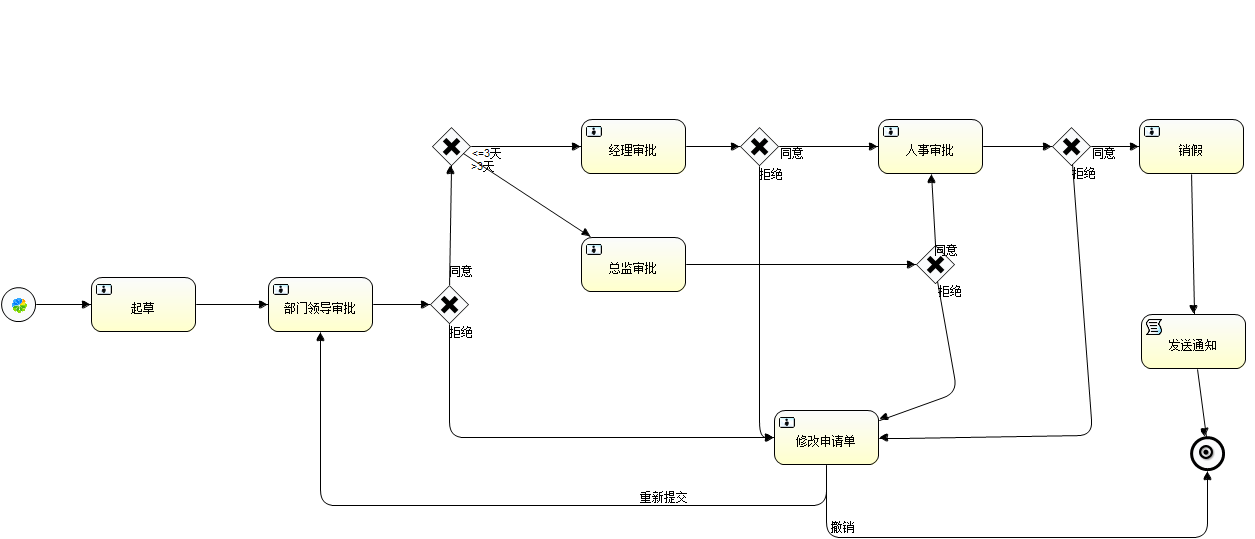 <=3天
经理审批
同意
人事审批
同意
销假
>3天
拒绝
拒绝
同意
总监审批
同意
拒绝
起草
部门领导审批
拒绝
发送通知
修改申请单
重新提交
撤销